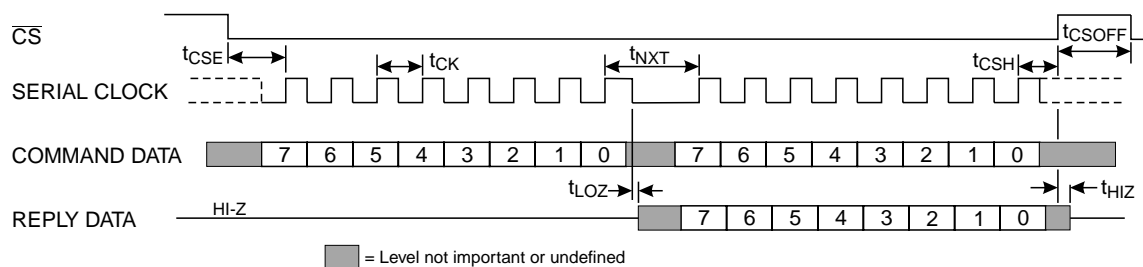 CS
tCSOFF
tCSE
tCK
tNXT
tCSH
SERIAL CLOCK
COMMAND DATA 7 6 5 4 3 2 1 0 7 6 5 4 3 2 1 0
tLOZ
tHIZ
REPLY DATA HI-Z 7 6 5 4 3 2 1 0
= Level not important or undefined